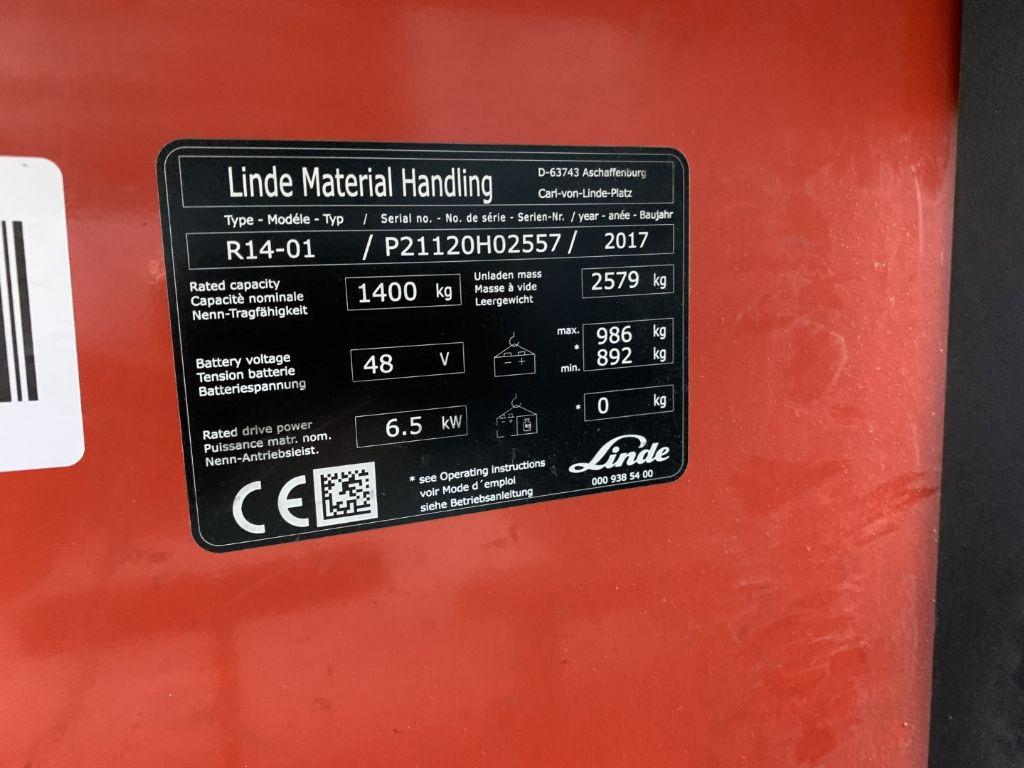 Linde Material Handling
D-63743 Aschaffenburg
Carl-von-Linde-Platz
Type - Modéle - Typ / Serial no. - No. de série - Serien-Nr. / year - anée - Baujahr
R14-01 / P21120H02557 / 2017
Rated capacity
Capacitè nominale
Nenn-Tragfähigkeit
1400 kg
Unladen mass
Masse à vide
Leergewicht
2579 kg
Battery voltage
Tension batterie
Batteriespannung
48 V
- +
max. 986 kg
*
min. 892 kg
Rated drive power
Puissance matr. nom.
Nenn-Antriebsleist.
6.5 kW
* 0 kg
CE
* see Operating instructions
voir Mode d´emploi
siehe Betriebsanleitung
Linde
000 938 54 00